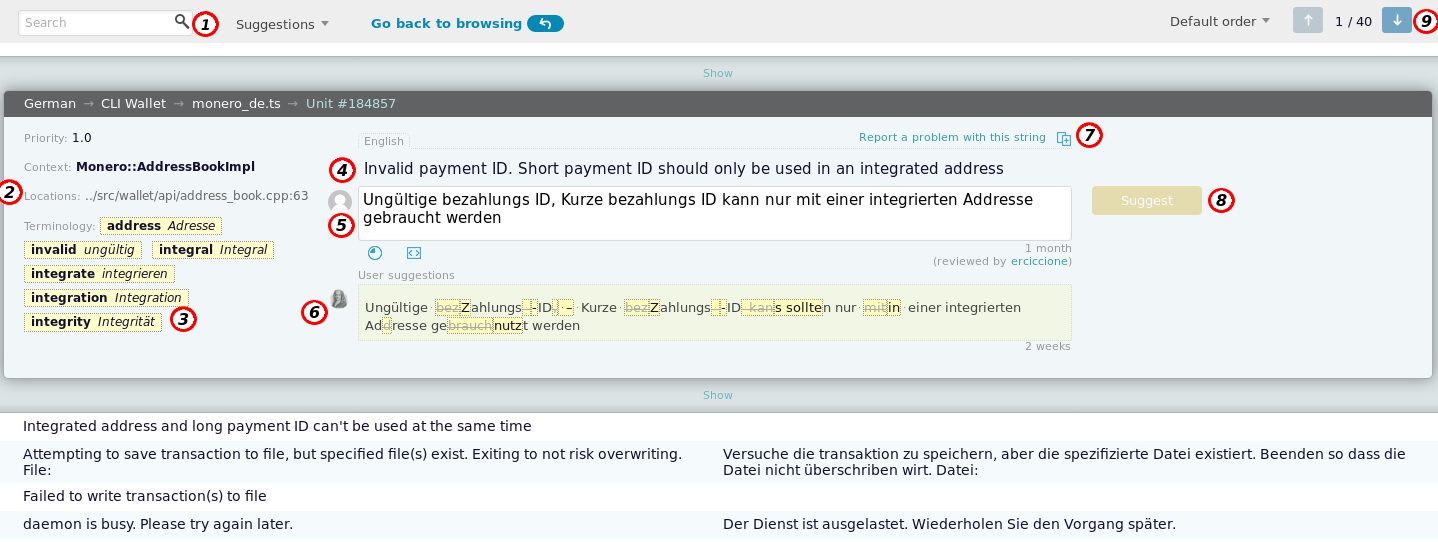 Search 1 Suggestions Go back to browsing Default order 1 / 40 9
Show
German → CLI Wallet → monero_de.ts → Unit #184857
Priority: 1.0
English Report a problem with this string 7
Context: Monero::AddressBookImpl
4 Invalid payment ID. Short payment ID should only be used in an integrated address
2 Locations: ../src/wallet/api/address_book.cpp:63
Ungültige bezahlungs ID, Kurze bezahlungs ID kann nur mit einer integrierten Addresse
gebraucht werden
5
Suggest 8
Terminology: address Adresse
invalid ungültig integral Integral
integrate integrieren
integration Integration
integrity Integrität 3
1 month
(reviewed by erciccione)
User suggestions
6
Ungültige bezZahlungs -ID, – Kurze bezZahlungs -ID kans sollten nur mitin einer integrierten
Addresse gebrauchnutzt werden
2 weeks
Show
Integrated address and long payment ID can't be used at the same time
Attempting to save transaction to file, but specified file(s) exist. Exiting to not risk overwriting.
File:
Versuche die transaktion zu speichern, aber die spezifizierte Datei existiert. Beenden so dass die
Datei nicht überschriben wirt. Datei:
Failed to write transaction(s) to file
daemon is busy. Please try again later. Der Dienst ist ausgelastet. Wiederholen Sie den Vorgang später.